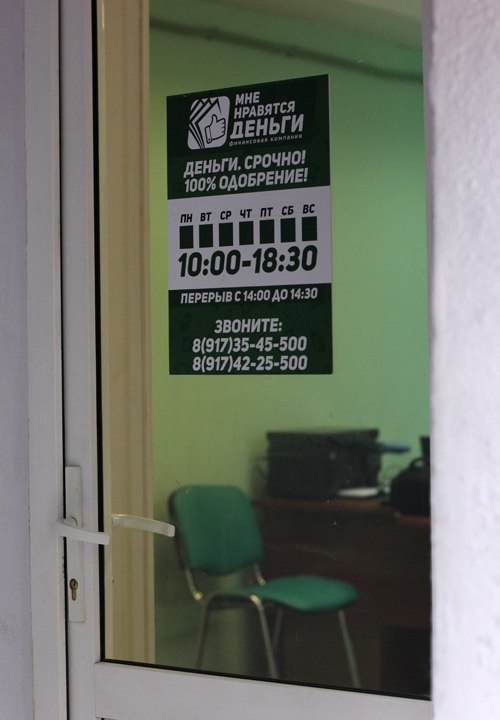 МНЕ
НРАВЯТСЯ
ДЕНЬГИ
Финансовая компания
ДЕНЬГИ. СРОЧНО!
100% ОДОБРЕНИЕ!
ПН ВТ СР ЧТ ПТ СБ ВС
10:00-18:30
ПЕРЕРЫВ С 14:00 ДО 14:30
ЗВОНИТЕ:
8(917)35-45-500
8(917)42-25-500